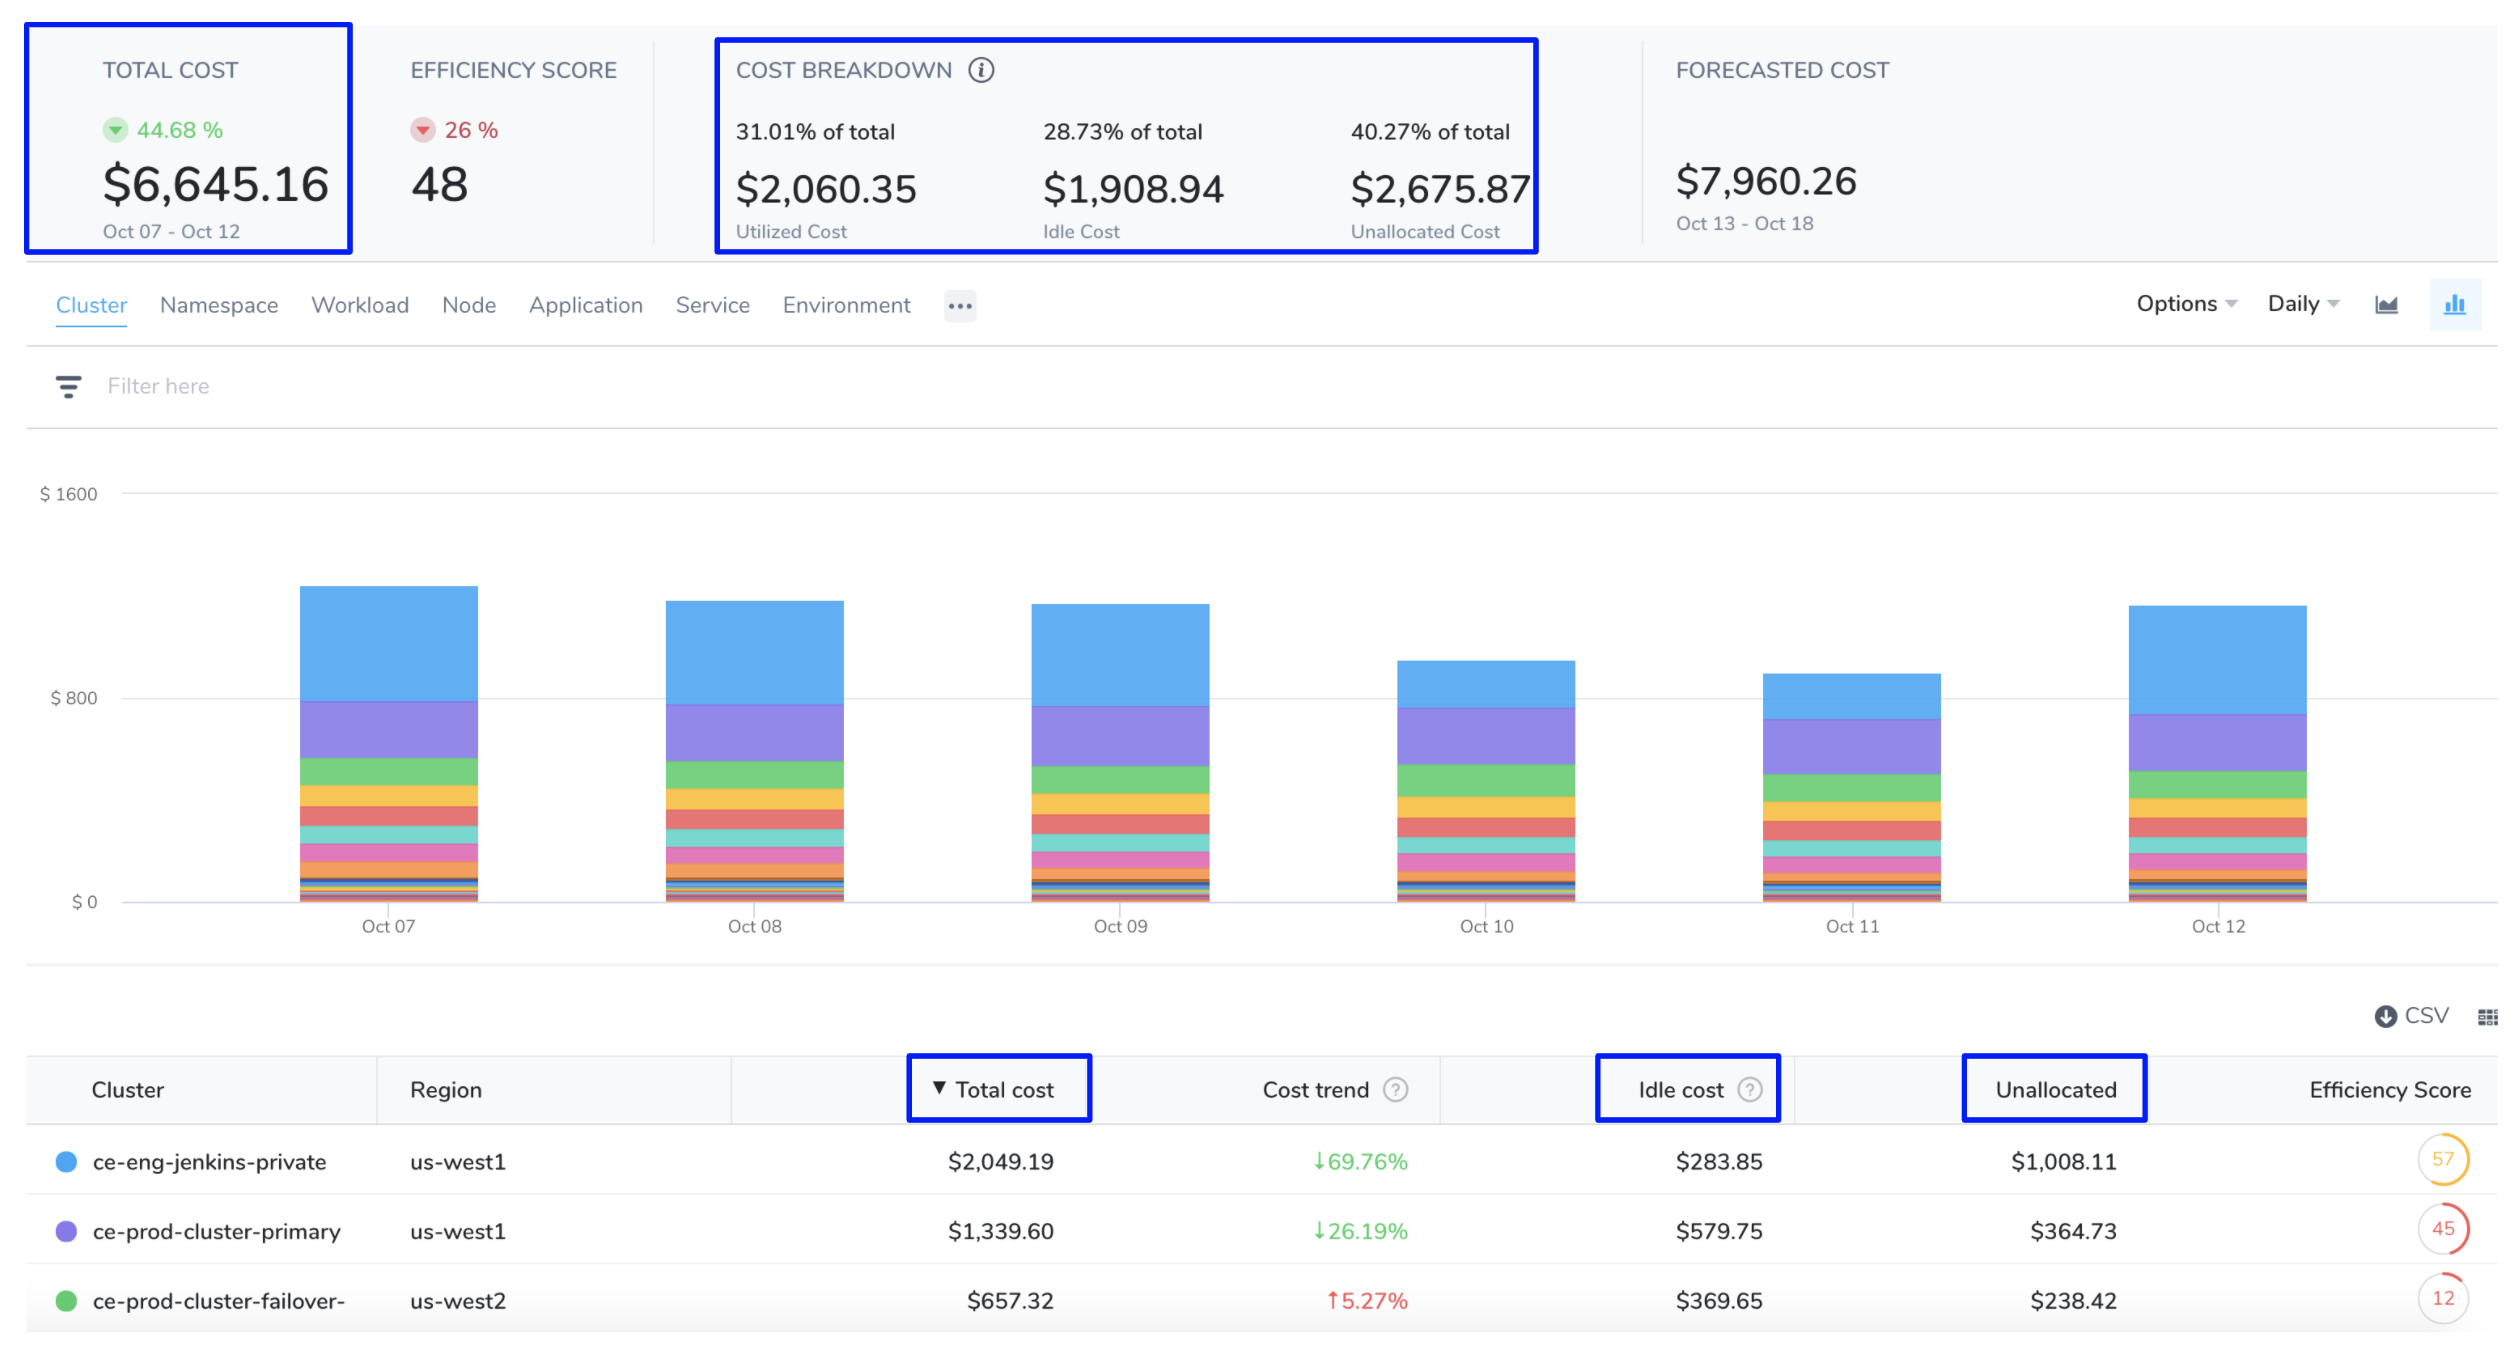 TOTAL COST
44.68 %
$6,645.16
Oct 07 - Oct 12
EFFICIENCY SCORE
26 %
48
COST BREAKDOWN
31.01% of total
$2,060.35
Utilized Cost
28.73% of total
$1,908.94
Idle Cost
40.27% of total
$2,675.87
Unallocated Cost
FORECASTED COST
$7,960.26
Oct 13 - Oct 18
Cluster Namespace Workload Node Application Service Environment
Options Daily
Filter here
$ 1600
$ 800
$ 0
Oct 07 Oct 08 Oct 09 Oct 10 Oct 11 Oct 12
CSV
Cluster Region ▼ Total cost Cost trend ? Idle cost ? Unallocated Efficiency Score
ce-eng-jenkins-private us-west1 $2,049.19 ↓69.76% $283.85 $1,008.11 57
ce-prod-cluster-primary us-west1 $1,339.60 ↓26.19% $579.75 $364.73 45
ce-prod-cluster-failover- us-west2 $657.32 ↑5.27% $369.65 $238.42 12